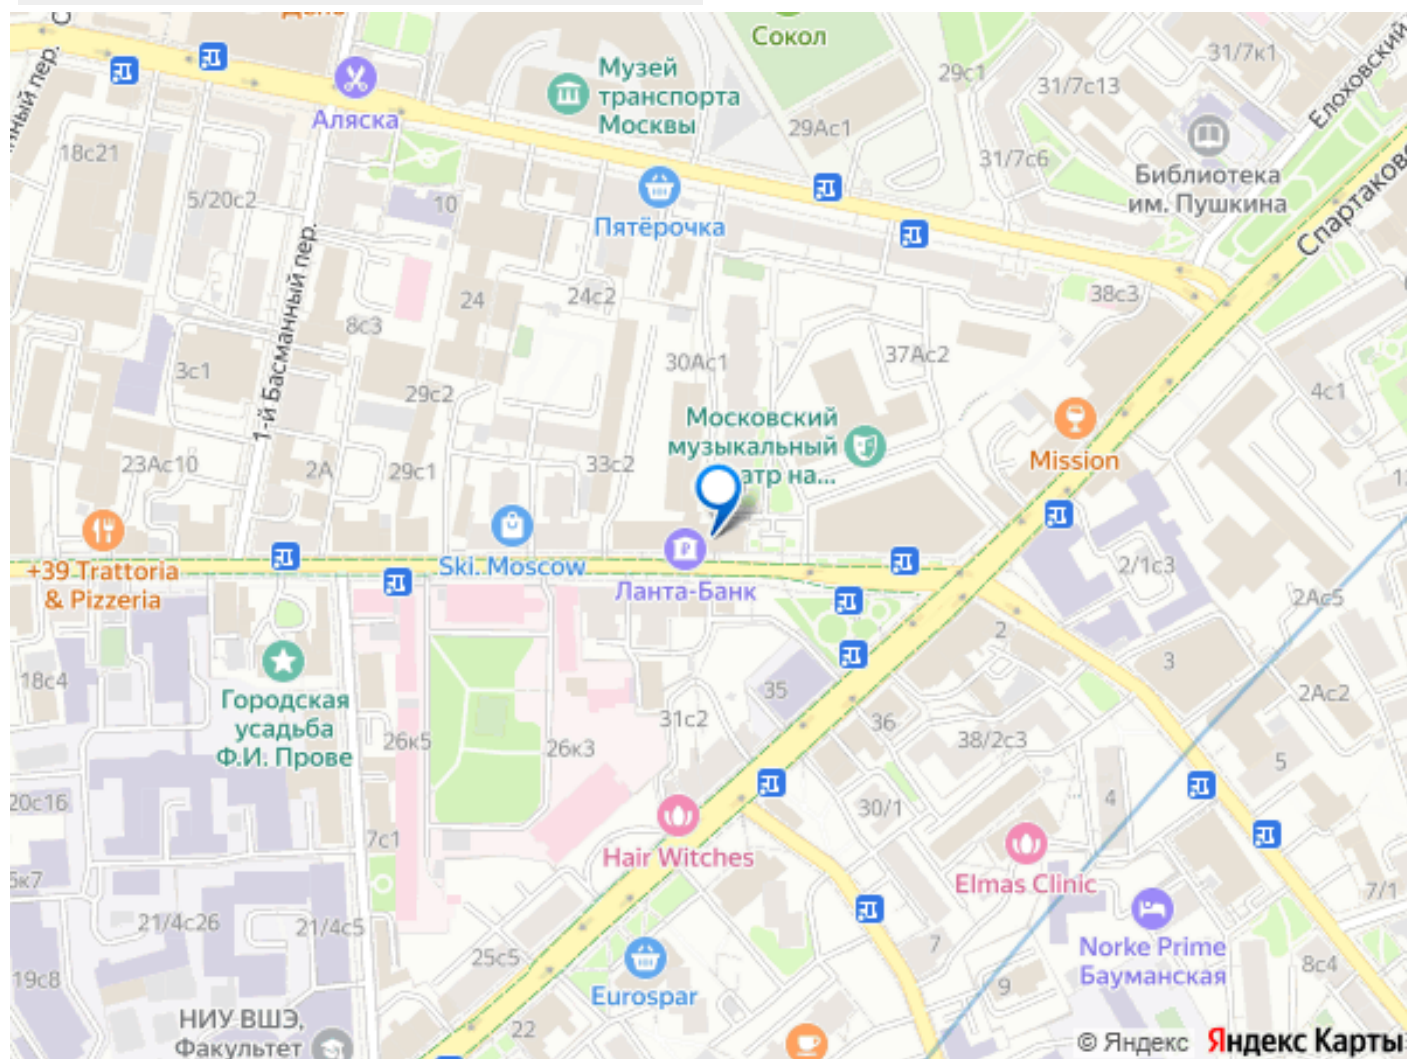 Сокол
31/7к1
Елоховский
29с1
31/7с13
Музей
транспорта
Москвы
Аляска
29Ас1
18с21
31/7с6
Библиотека
им. Пушкина
5/20с2
10
Пятёрочка
Спартаковс
1-й Басманный пер.
24
24с2
38с3
8с3
30Ас1
37Ас2
3с1
29с2
4с1
Московский
музыкальный
атр на...
Mission
23Ас10
2А
29с1
33с2
Ski. Moscow
Ланта-Банк
+39 Trattoria
& Pizzeria
2/1с3
2Ас5
2
3
18с4
Городская
усадьба
Ф.И. Прове
35
2Ас2
31с2
36
26к5
26к3
38/2с3
5
20с16
4
30/1
7с1
Hair Witches
Elmas Clinic
7/1
21/4с26
21/4с5
7
Norke Prime
Бауманская
25с5
8с4
19с8
Eurospar
9
НИУ ВШЭ,
Факультет
22
© Яндекс
Яндекс Карты